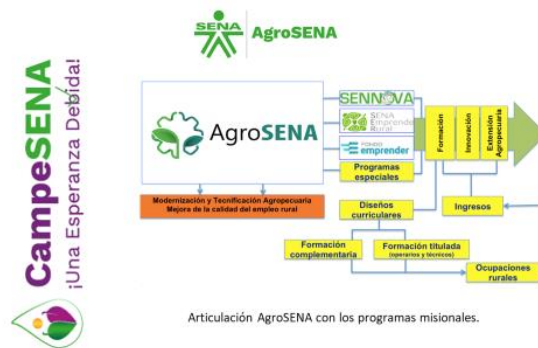 SENA
AgroSENA
CampeSENA
¡Una Esperanza Debida!
AgroSENA
SENNOVA
SENA
Emprende
Rural
FONDO
emprender
Programas
especiales
Formación
Innovación
Extensión
Agropecuaria
Modernización y Tecnificación Agropecuaria
Mejora de la calidad del empleo rural
Diseños
curriculares
Ingresos
Formación
complementaria
Formación titulada
(operarios y técnicos)
Ocupaciones
rurales
Articulación AgroSENA con los programas misionales.